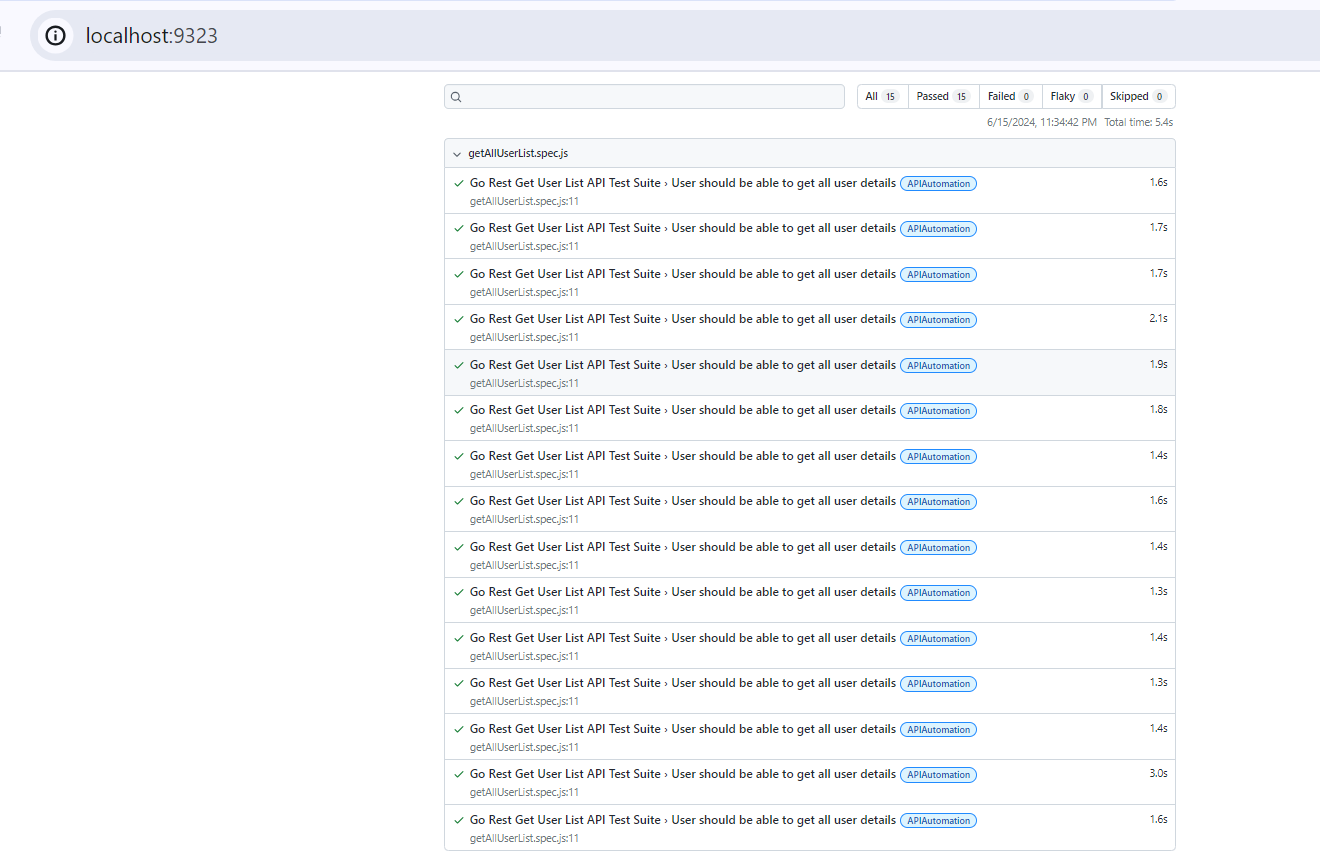 localhost:9323
All 15 Passed 15 Failed 0 Flaky 0 Skipped 0
6/15/2024, 11:34:42 PM Total time: 5.4s
getAllUserList.spec.js
Go Rest Get User List API Test Suite › User should be able to get all user details APIAutomation 1.6s
getAllUserList.spec.js:11
Go Rest Get User List API Test Suite › User should be able to get all user details APIAutomation 1.7s
getAllUserList.spec.js:11
Go Rest Get User List API Test Suite › User should be able to get all user details APIAutomation 1.7s
getAllUserList.spec.js:11
Go Rest Get User List API Test Suite › User should be able to get all user details APIAutomation 2.1s
getAllUserList.spec.js:11
Go Rest Get User List API Test Suite › User should be able to get all user details APIAutomation 1.9s
getAllUserList.spec.js:11
Go Rest Get User List API Test Suite › User should be able to get all user details APIAutomation 1.8s
getAllUserList.spec.js:11
Go Rest Get User List API Test Suite › User should be able to get all user details APIAutomation 1.4s
getAllUserList.spec.js:11
Go Rest Get User List API Test Suite › User should be able to get all user details APIAutomation 1.6s
getAllUserList.spec.js:11
Go Rest Get User List API Test Suite › User should be able to get all user details APIAutomation 1.4s
getAllUserList.spec.js:11
Go Rest Get User List API Test Suite › User should be able to get all user details APIAutomation 1.3s
getAllUserList.spec.js:11
Go Rest Get User List API Test Suite › User should be able to get all user details APIAutomation 1.4s
getAllUserList.spec.js:11
Go Rest Get User List API Test Suite › User should be able to get all user details APIAutomation 1.3s
getAllUserList.spec.js:11
Go Rest Get User List API Test Suite › User should be able to get all user details APIAutomation 1.4s
getAllUserList.spec.js:11
Go Rest Get User List API Test Suite › User should be able to get all user details APIAutomation 3.0s
getAllUserList.spec.js:11
Go Rest Get User List API Test Suite › User should be able to get all user details APIAutomation 1.6s
getAllUserList.spec.js:11